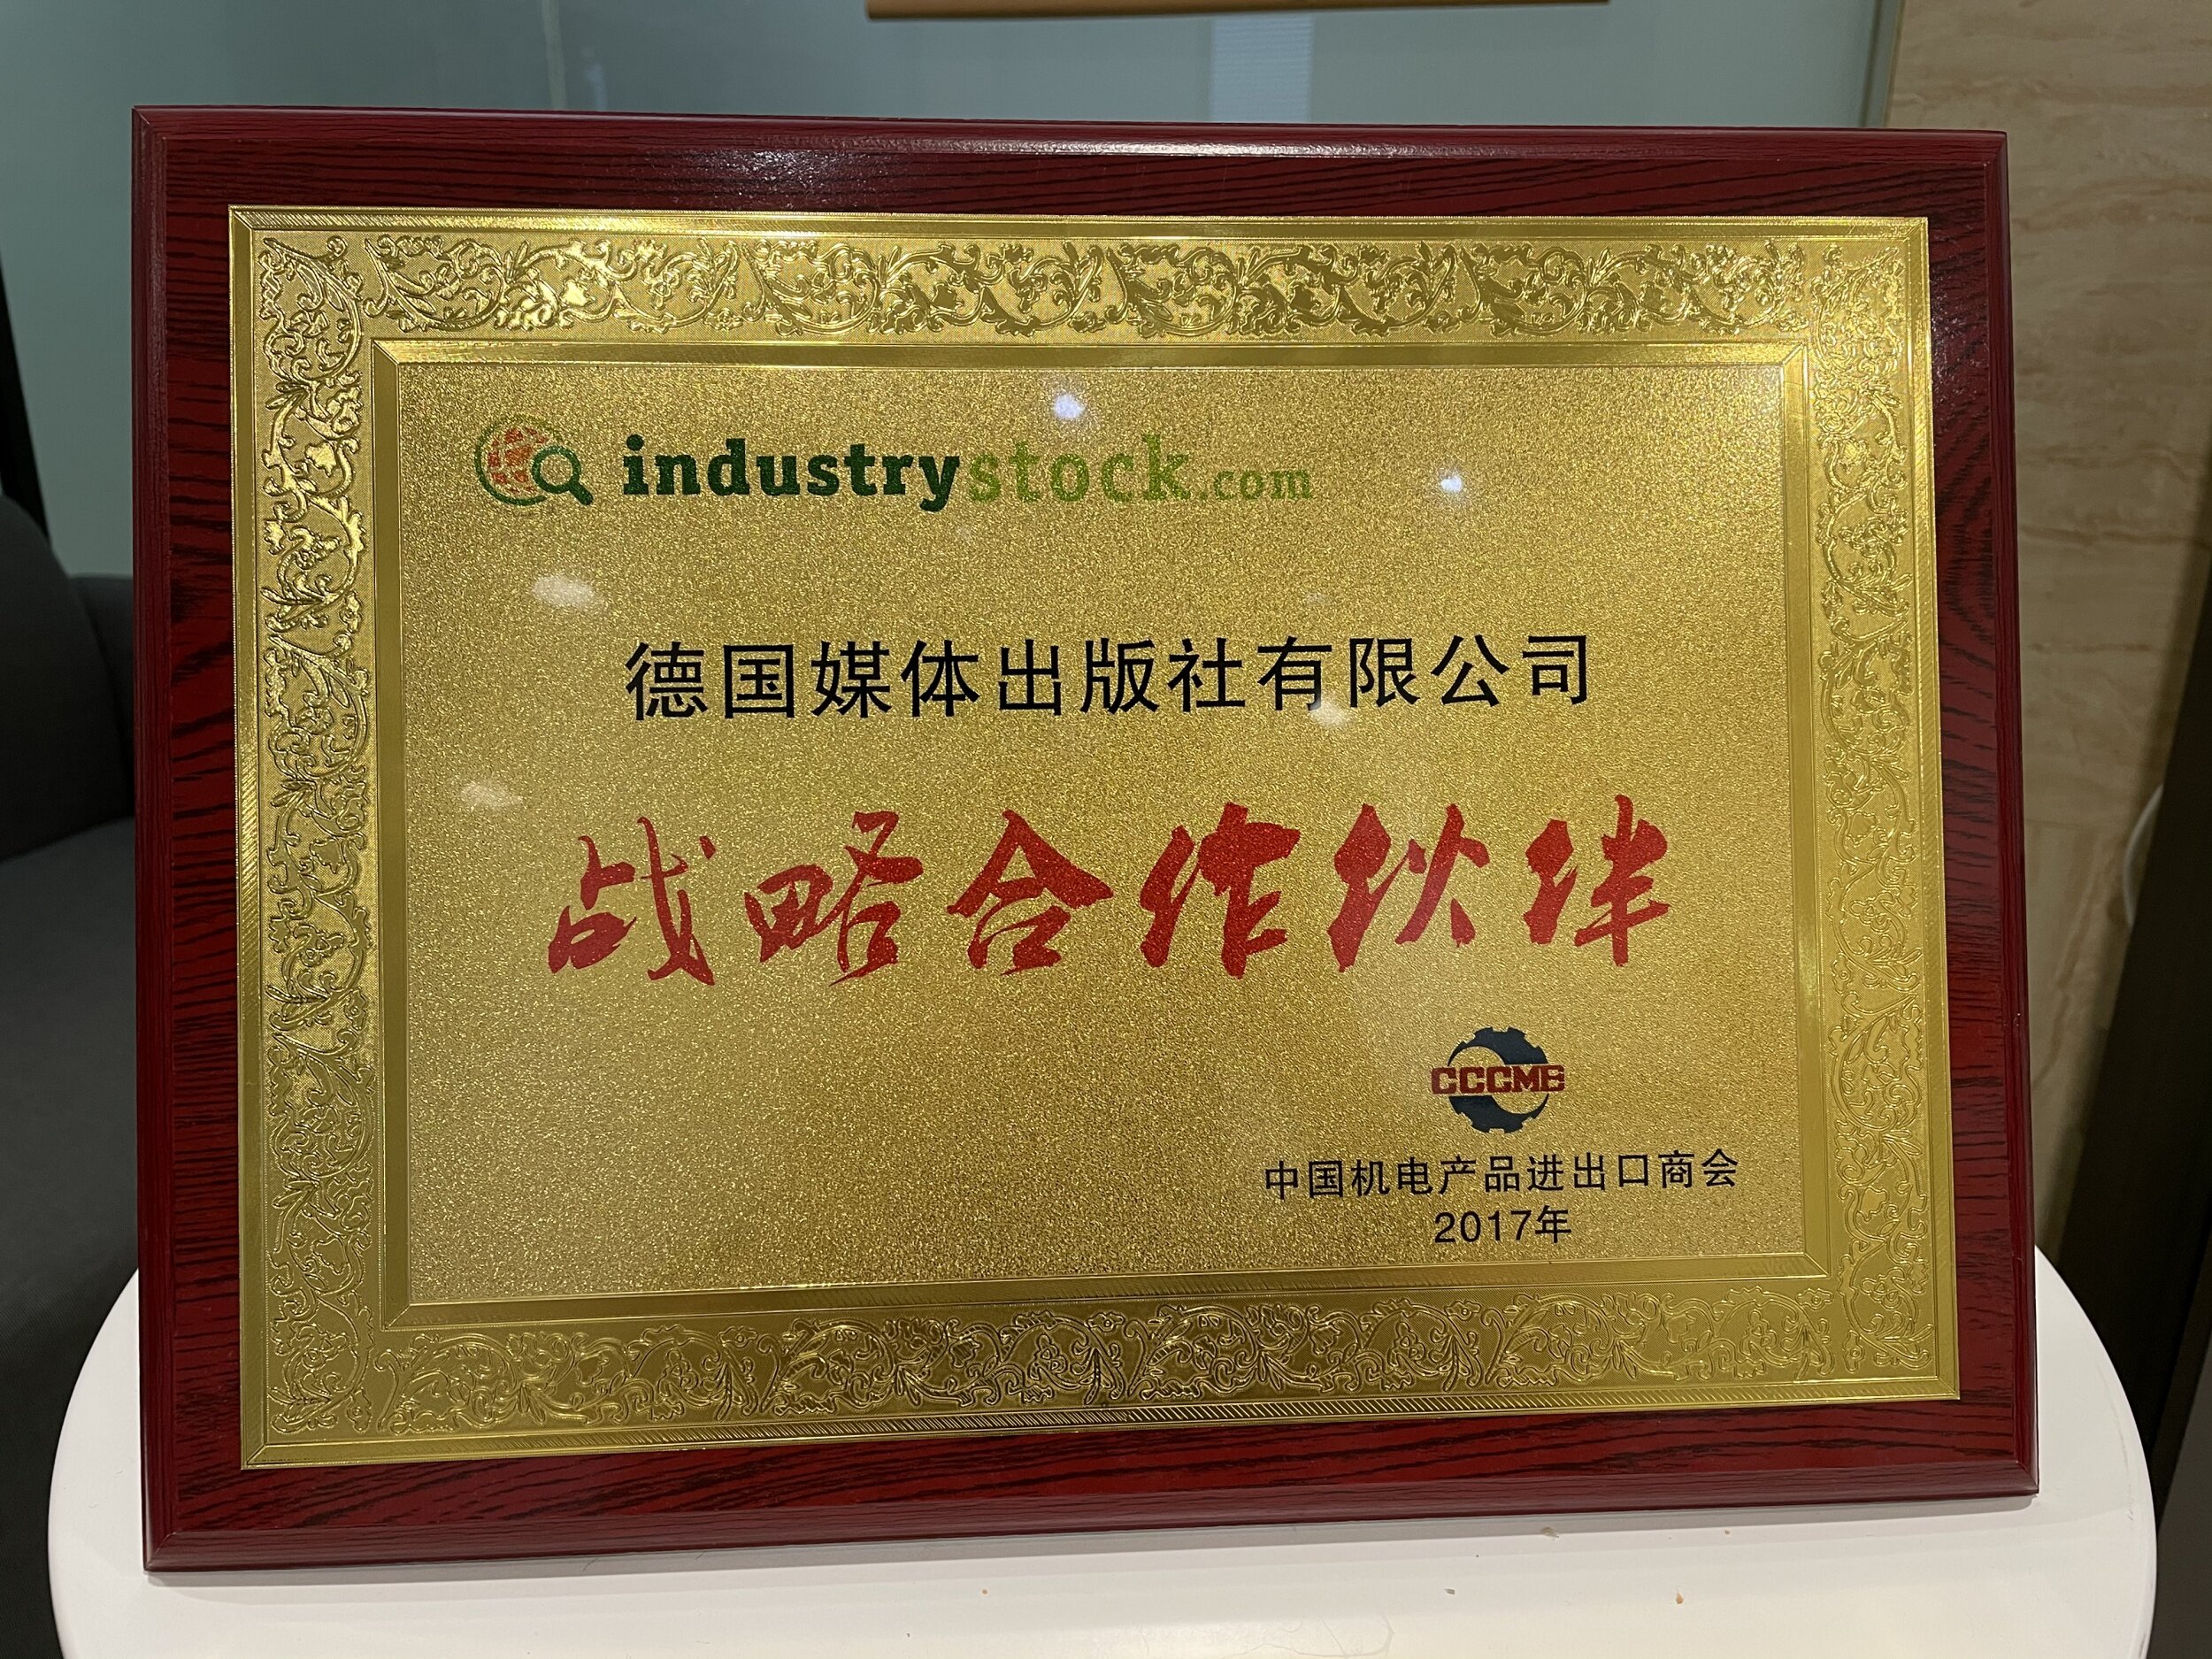 industrystock.com
德国媒体出版社有限公司
战略合作伙伴
CCCME
中国机电产品进出口商会
2017年